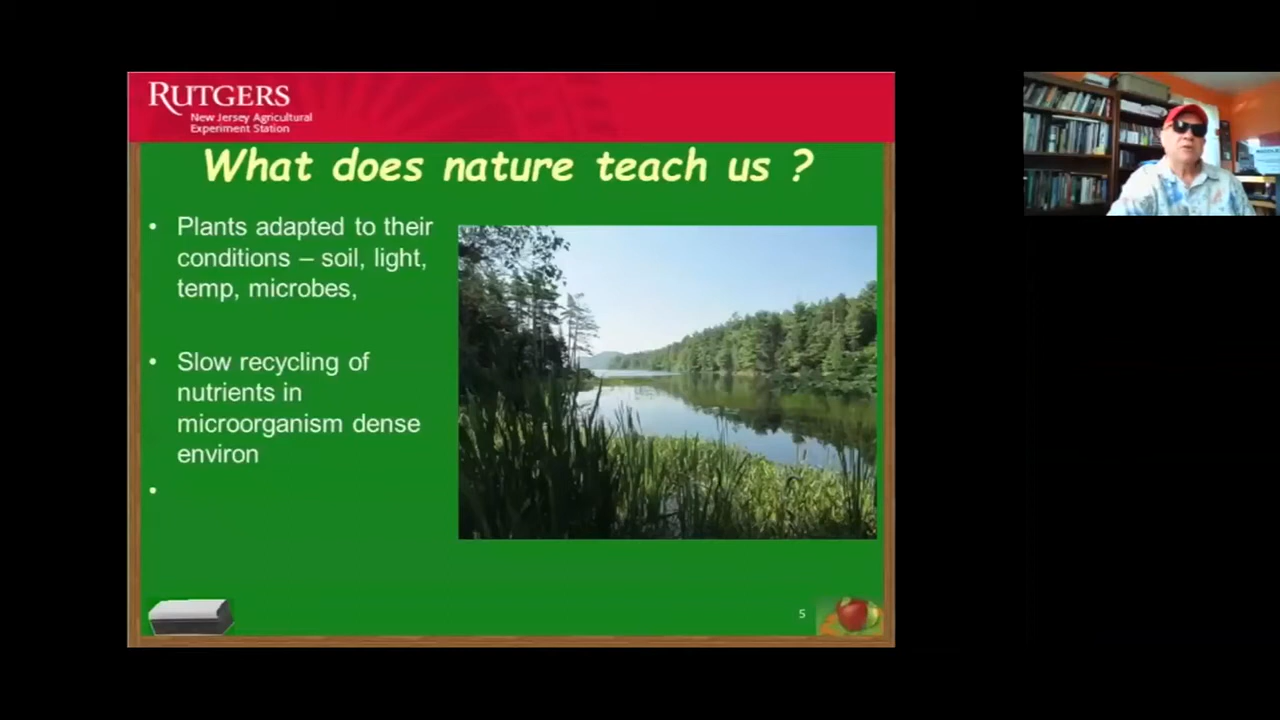 RUTGERS
New Jersey Agricultural
Experiment Station
What does nature teach us ?
• Plants adapted to their
conditions – soil, light,
temp, microbes,
• Slow recycling of
nutrients in
microorganism dense
environ
•
5